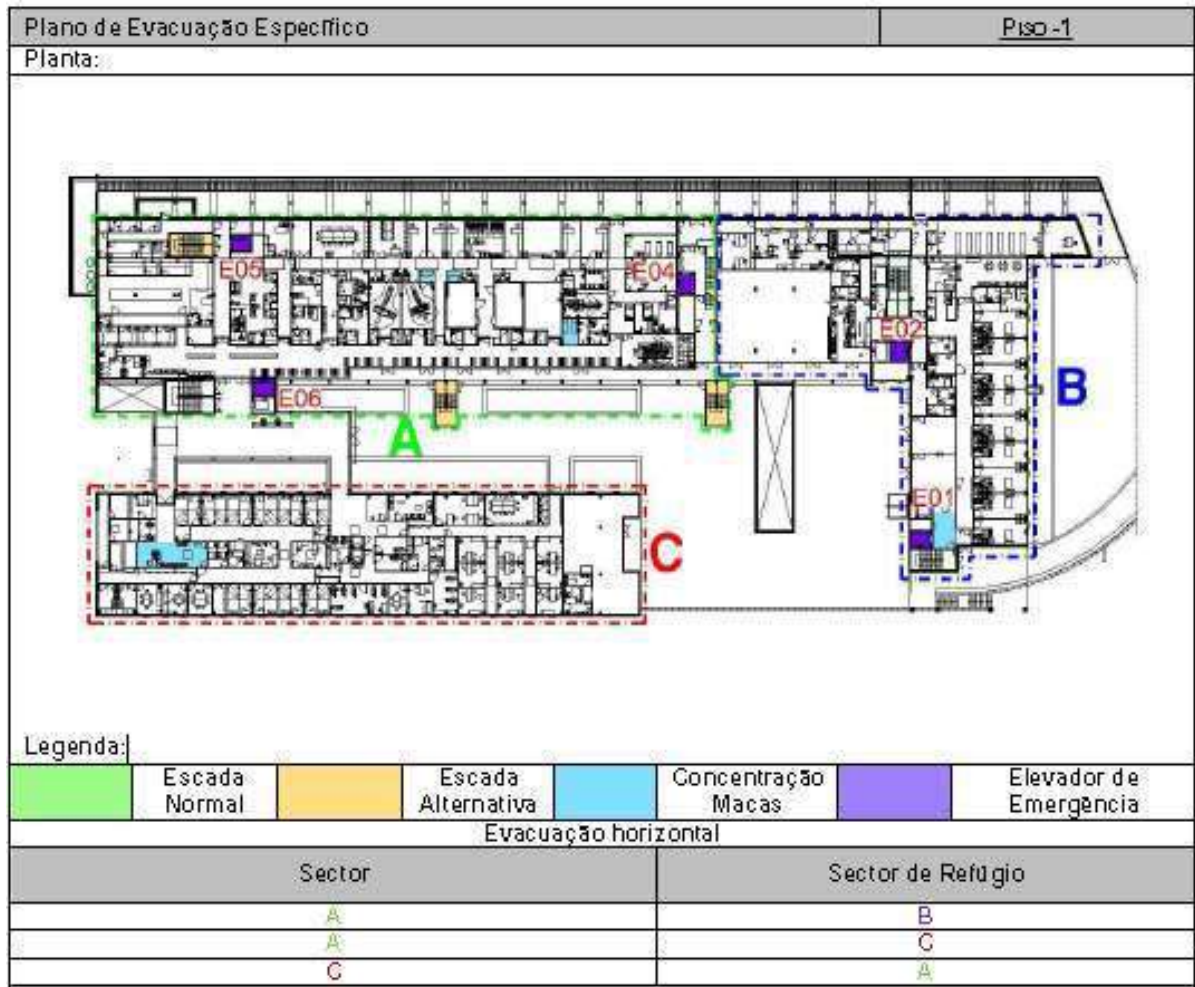 Plano de Evacuação Específico
Piso -1
Planta:
E05
E04
E02
E06
A
B
E01
C
Legenda:
Escada Normal
Escada Alternativa
Concentração Macas
Elevador de Emergência
Evacuação horizontal
Sector
Sector de Refúgio
A
B
A
C
C
A